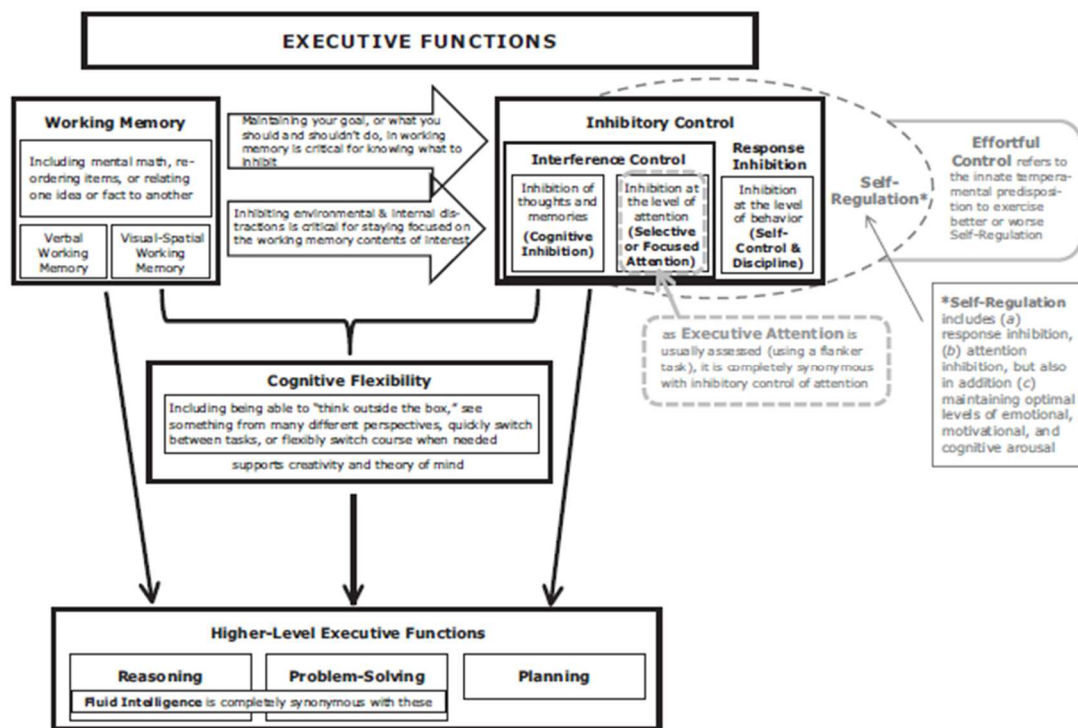 EXECUTIVE FUNCTIONS
Working Memory
Including mental math, re-
ordering items, or relating
one idea or fact to another
Verbal
Working
Memory
Visual-Spatial
Working
Memory
Maintaining your goal, or what you
should and shouldn't do, in working
memory is critical for knowing what to
inhibit
Inhibiting environmental & internal dis-
tractions is critical for staying focused on
the working memory contents of interest
Inhibitory Control
Interference Control
Inhibition of
thoughts and
memories
(Cognitive
Inhibition)
Inhibition at
the level of
attention
(Selective
or Focused
Attention)
Response
Inhibition
Inhibition
at the level
of behavior
(Self-
Control &
Discipline)
Self-
Regulation*
Effortful
Control refers to
the innate tempera-
mental predisposi-
tion to exercise
better or worse
Self-Regulation
*Self-Regulation
includes (a)
response inhibition,
(b) attention
inhibition, but also
in addition (c)
maintaining optimal
levels of emotional,
motivational, and
cognitive arousal
as Executive Attention is
usually assessed (using a flanker
task), it is completely synonymous
with inhibitory control of attention
Cognitive Flexibility
Including being able to "think outside the box," see
something from many different perspectives, quickly switch
between tasks, or flexibly switch course when needed
supports creativity and theory of mind
Higher-Level Executive Functions
Reasoning
Problem-Solving
Planning
Fluid Intelligence is completely synonymous with these